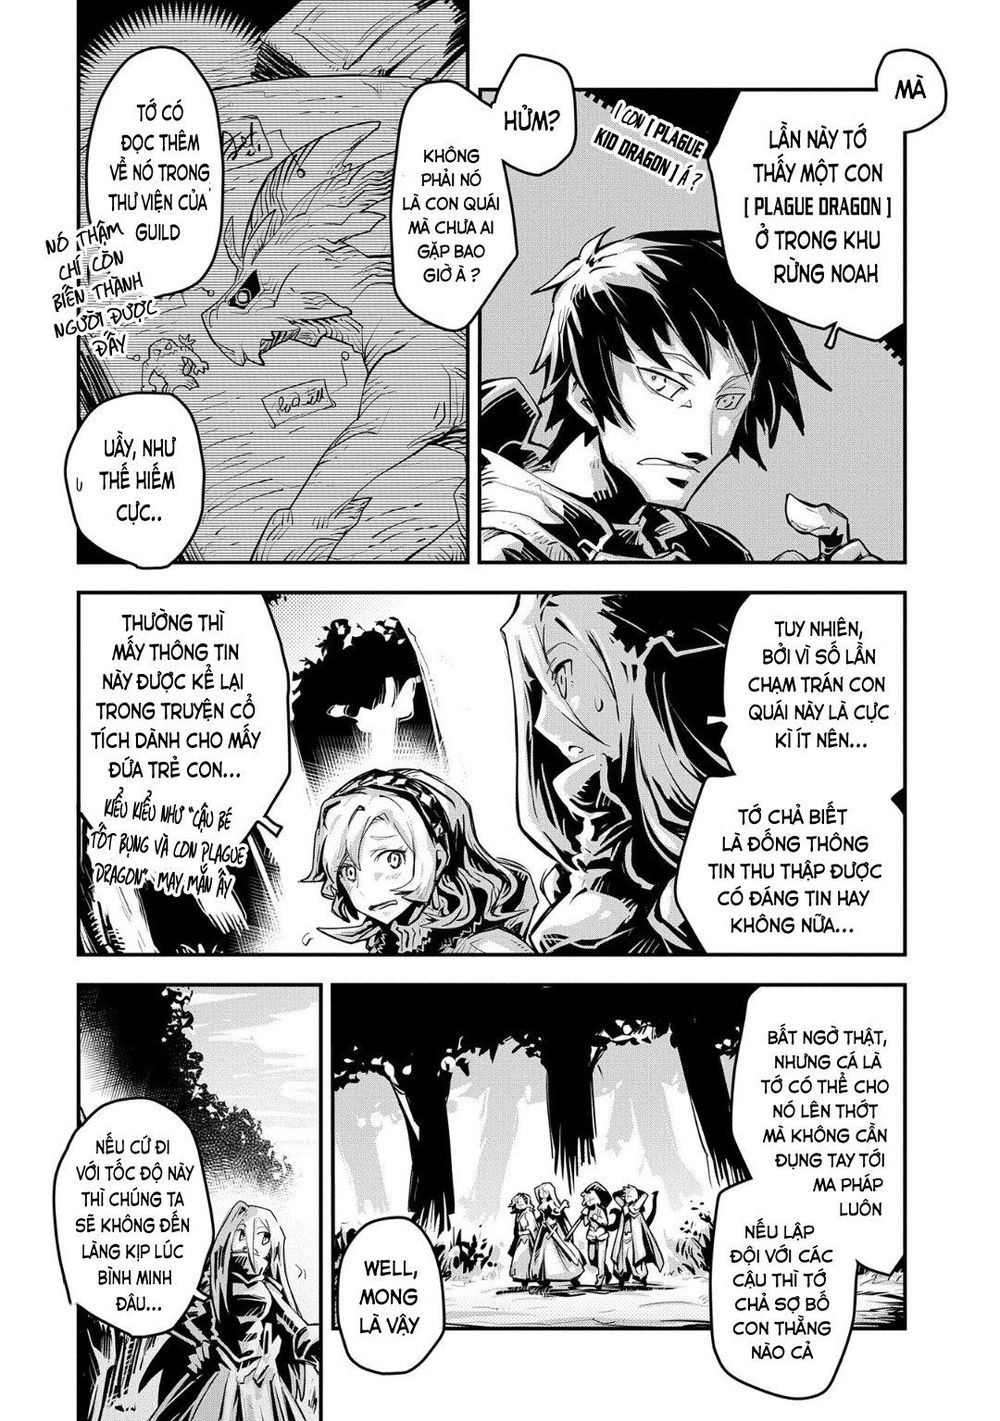 MÀ
LẦN NÀY TỚ
THẤY MỘT CON
[ PLAGUE DRAGON ]
Ở TRONG KHU
RỪNG NOAH
[ CON [ PLAGUE
KID DRAGON ] Á ?
HỬM?
KHÔNG
PHẢI NÓ
LÀ CON QUÁI
MÀ CHƯA AI
GẶP BAO
GIỜ À ?
TỚ CÓ
ĐỌC THÊM
VỀ NÓ TRONG
THƯ VIỆN CỦA
GUILD
NÓ THẬM
CHÍ CÒN
BIẾN THÀNH
NGƯỜI ĐƯỢC
ĐẤY
UẦY, NHƯ
THẾ HIẾM
CỰC..
TUY NHIÊN,
BỞI VÌ SỐ LẦN
CHẠM TRÁN CON
QUÁI NÀY LÀ CỰC
KÌ ÍT NÊN...
TỚ CHẢ BIẾT
LÀ ĐỐNG THÔNG
TIN THU THẬP ĐƯỢC
CÓ ĐÁNG TIN HAY
KHÔNG NỮA...
THƯỜNG THÌ
MẤY THÔNG TIN
NÀY ĐƯỢC KỂ LẠI
TRONG TRUYỆN CỔ
TÍCH DÀNH CHO MẤY
ĐỨA TRẺ CON...
KIỂU KIỂU NHƯ "CẬU BÉ
TỐT BỤNG VÀ CON PLAGUE
DRAGON" MAY MẮN ẤY
BẤT NGỜ THẬT,
NHƯNG CÁ LÀ
TỚ CÓ THỂ CHO
NÓ LÊN THỚT
MÀ KHÔNG CẦN
ĐỤNG TAY TỚI
MA PHÁP
LUÔN
NẾU LẬP
ĐỘI VỚI CÁC
CẬU THÌ TỚ
CHẢ SỢ BỐ
CON THẰNG
NÀO CẢ
WELL,
MONG
LÀ VẬY
NẾU CỨ ĐI
VỚI TỐC ĐỘ NÀY
THÌ CHÚNG TA
SẼ KHÔNG ĐẾN
LÀNG KỊP LÚC
BÌNH MINH
ĐÂU...